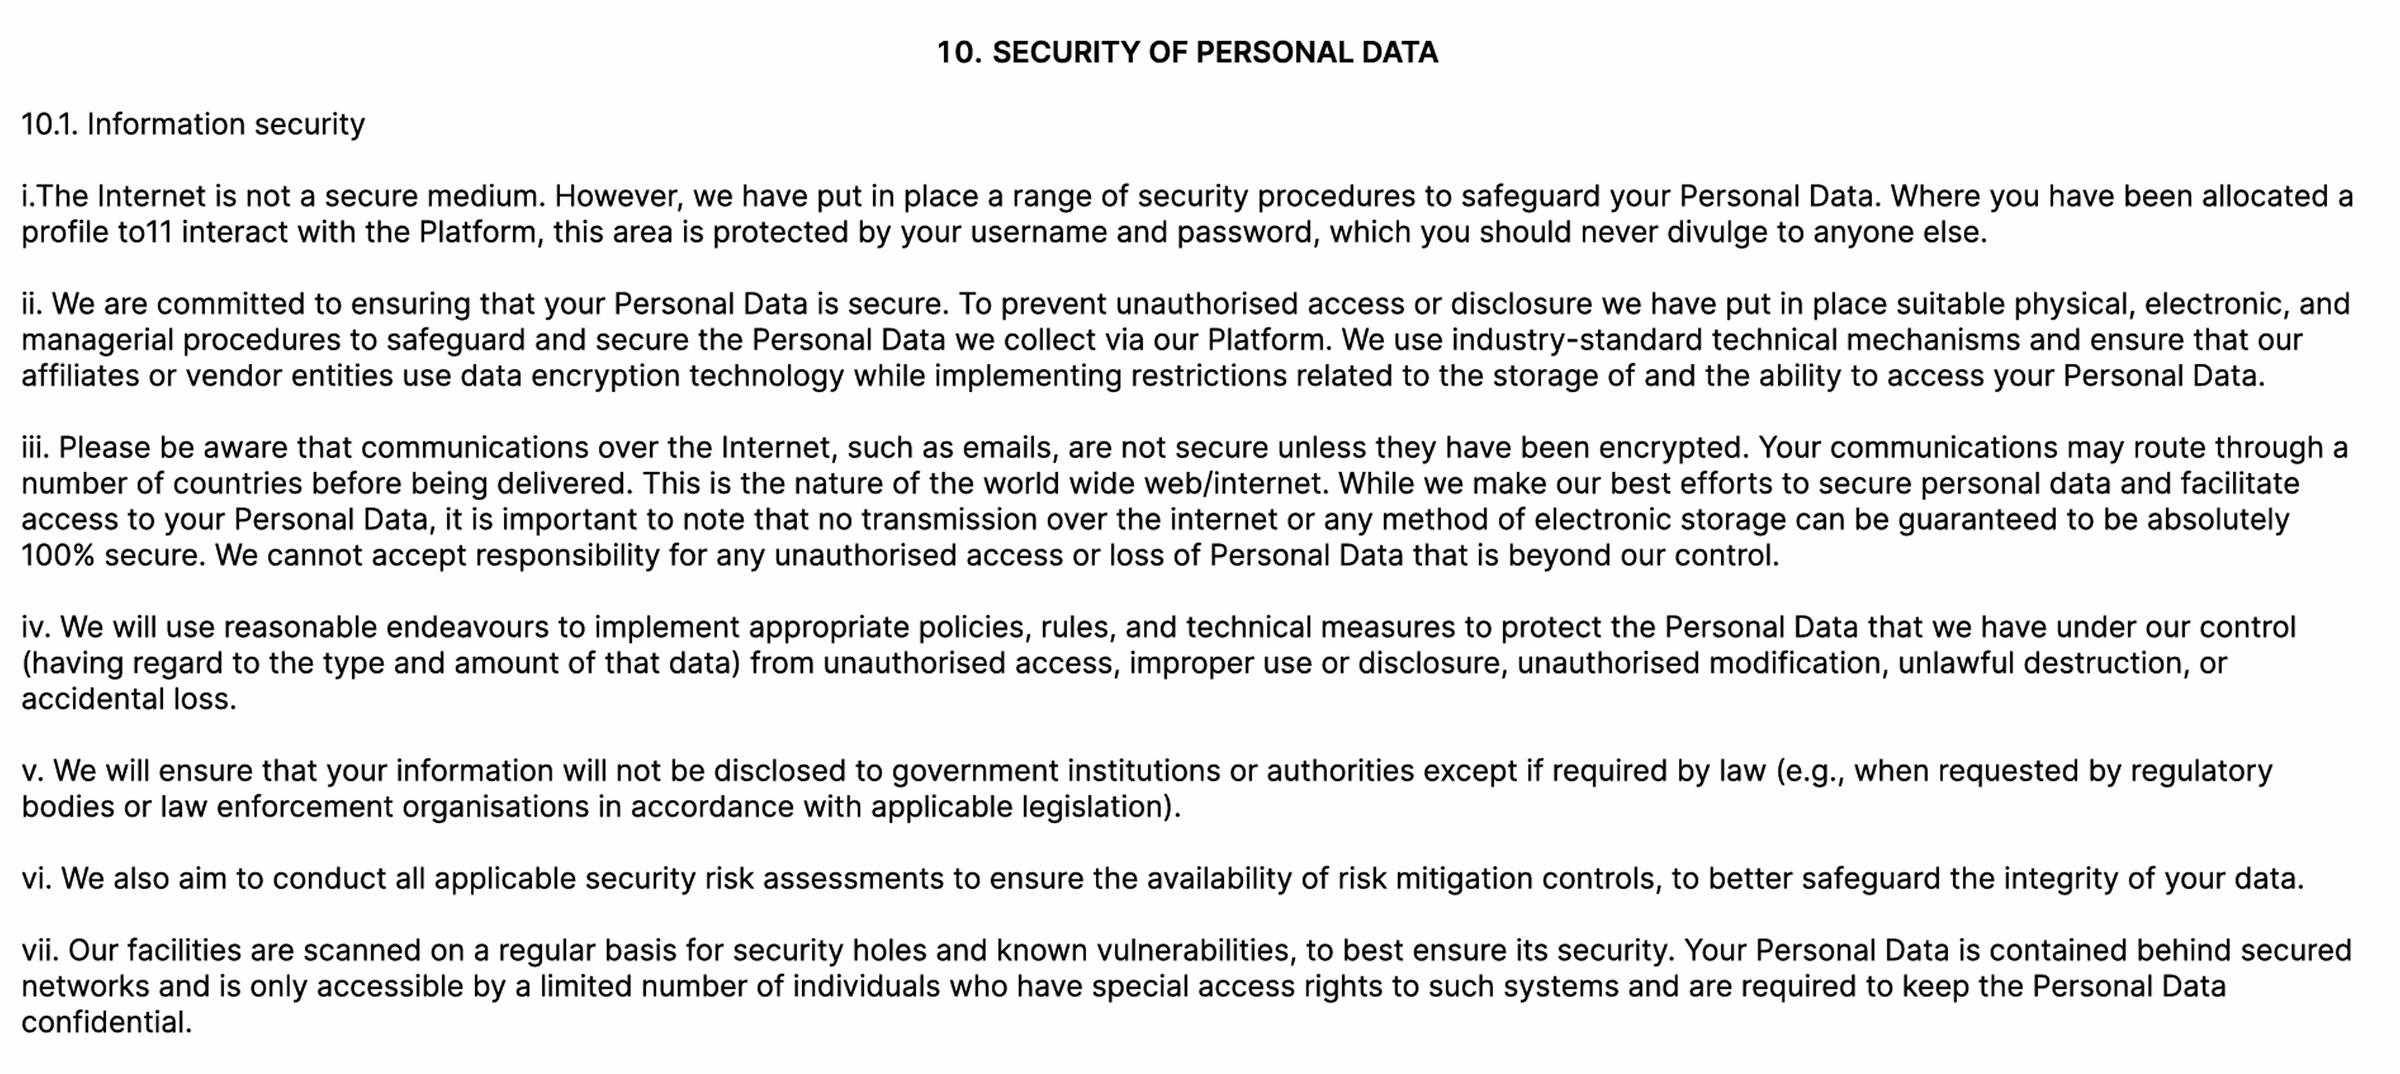 10. SECURITY OF PERSONAL DATA
10.1. Information security
i.The Internet is not a secure medium. However, we have put in place a range of security procedures to safeguard your Personal Data. Where you have been allocated a
profile to11 interact with the Platform, this area is protected by your username and password, which you should never divulge to anyone else.
ii. We are committed to ensuring that your Personal Data is secure. To prevent unauthorised access or disclosure we have put in place suitable physical, electronic, and
managerial procedures to safeguard and secure the Personal Data we collect via our Platform. We use industry-standard technical mechanisms and ensure that our
affiliates or vendor entities use data encryption technology while implementing restrictions related to the storage of and the ability to access your Personal Data.
iii. Please be aware that communications over the Internet, such as emails, are not secure unless they have been encrypted. Your communications may route through a
number of countries before being delivered. This is the nature of the world wide web/internet. While we make our best efforts to secure personal data and facilitate
access to your Personal Data, it is important to note that no transmission over the internet or any method of electronic storage can be guaranteed to be absolutely
100% secure. We cannot accept responsibility for any unauthorised access or loss of Personal Data that is beyond our control.
iv. We will use reasonable endeavours to implement appropriate policies, rules, and technical measures to protect the Personal Data that we have under our control
(having regard to the type and amount of that data) from unauthorised access, improper use or disclosure, unauthorised modification, unlawful destruction, or
accidental loss.
v. We will ensure that your information will not be disclosed to government institutions or authorities except if required by law (e.g., when requested by regulatory
bodies or law enforcement organisations in accordance with applicable legislation).
vi. We also aim to conduct all applicable security risk assessments to ensure the availability of risk mitigation controls, to better safeguard the integrity of your data.
vii. Our facilities are scanned on a regular basis for security holes and known vulnerabilities, to best ensure its security. Your Personal Data is contained behind secured
networks and is only accessible by a limited number of individuals who have special access rights to such systems and are required to keep the Personal Data
confidential.